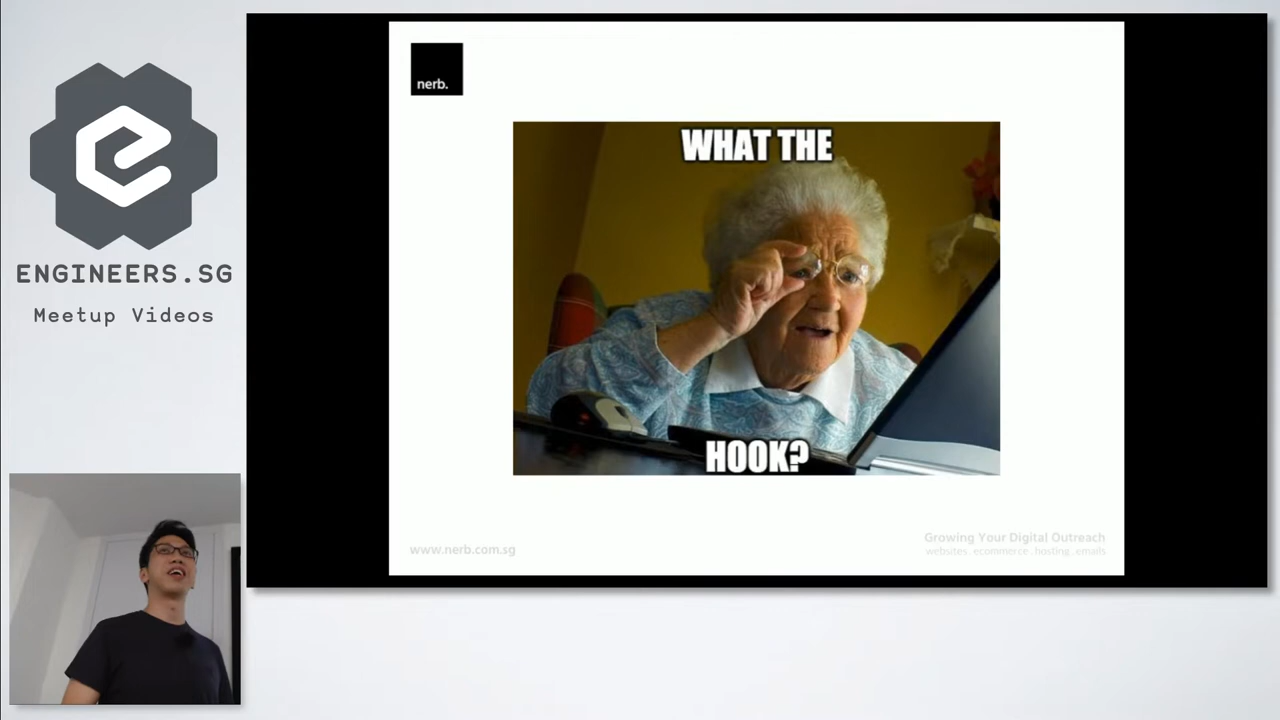 ENGINEERS.SG
Meetup Videos
nerb.
WHAT THE
HOOK?
www.nerb.com.sg
Growing Your Digital Outreach
websites . ecommerce . hosting . emails